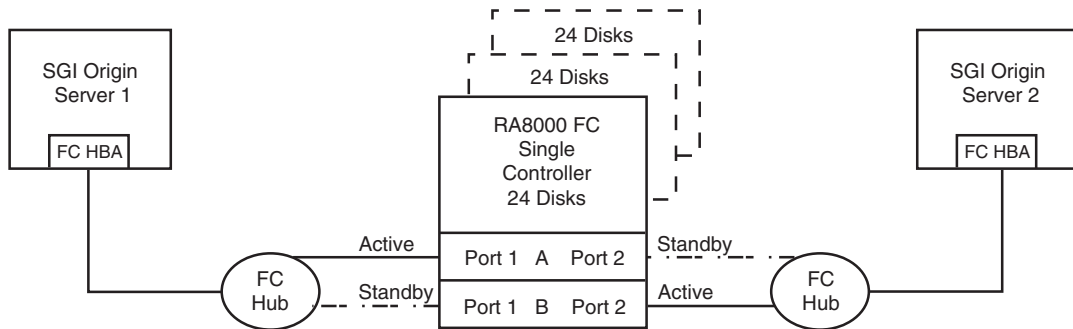 24 Disks
24 Disks
SGI Origin
Server 1
FC HBA
RA8000 FC
Single
Controller
24 Disks
SGI Origin
Server 2
FC HBA
Active
Port 1 A Port 2
Standby
FC
Hub
Standby
Port 1 B Port 2
Active
FC
Hub